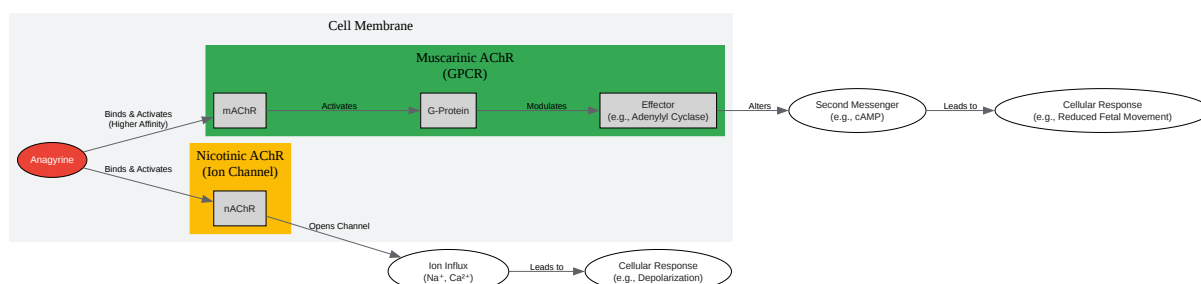 Cell Membrane
Muscarinic AChR
(GPCR)
mAChR
Activates
G-Protein
Modulates
Effector
(e.g., Adenylyl Cyclase)
Alters
Second Messenger
(e.g., cAMP)
Leads to
Cellular Response
(e.g., Reduced Fetal Movement)
Binds & Activates
(Higher Affinity)
Anagyrine
Binds & Activates
Nicotinic AChR
(Ion Channel)
nAChR
Opens Channel
Ion Influx
(Na⁺, Ca²⁺)
Leads to
Cellular Response
(e.g., Depolarization)